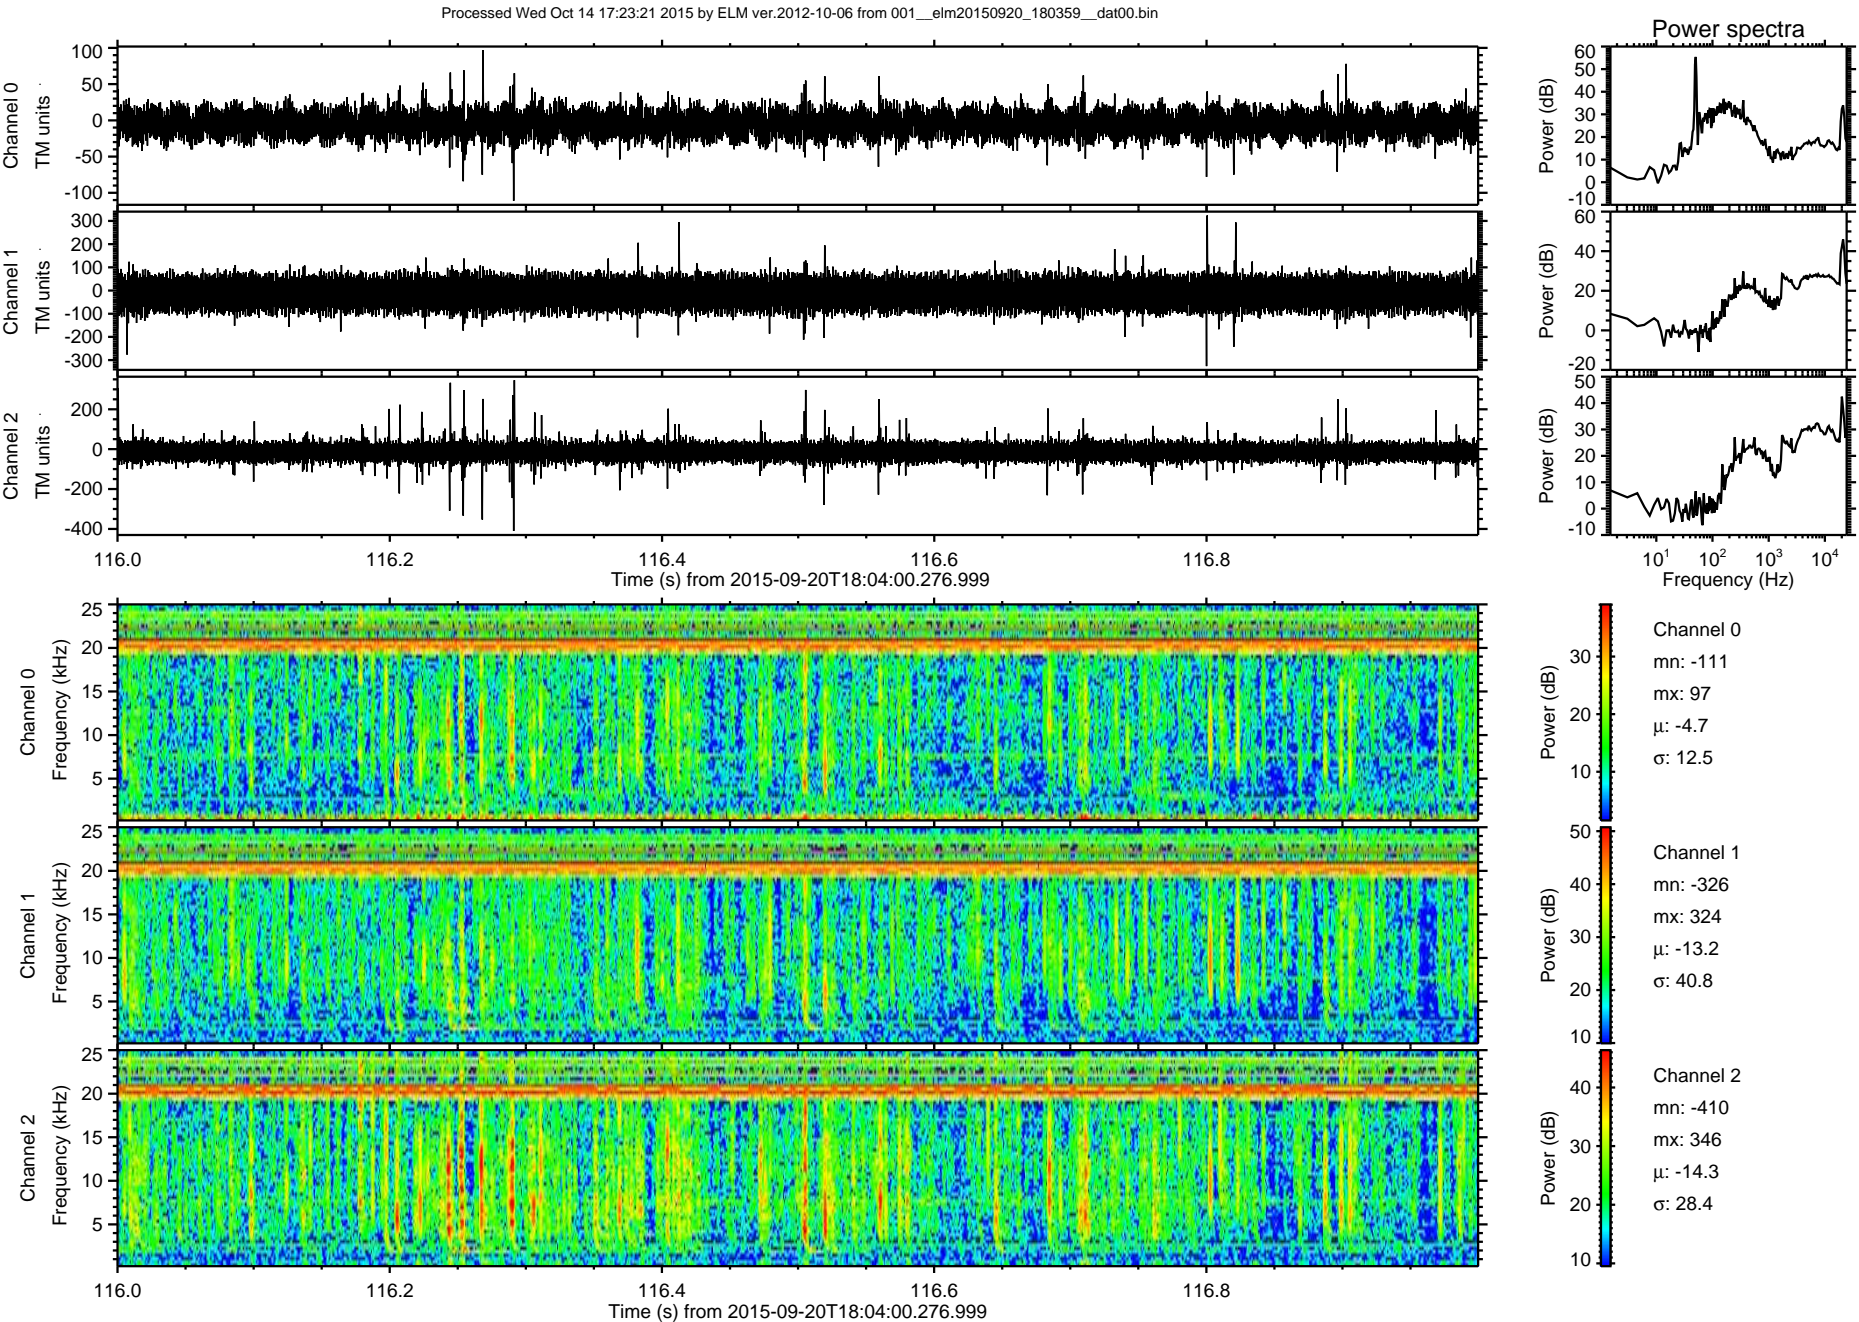 Processed Wed Oct 14 17:23:21 2015 by ELM ver.2012-10-06 from 001__elm20150920_180359__dat00.bin
Power spectra
Channel 0
TM units
100
50
0
-50
-100
Power (dB)
60
50
40
30
20
10
0
-10
Channel 1
TM units
300
200
100
0
-100
-200
-300
Power (dB)
60
40
20
0
-20
Channel 2
TM units
200
0
-200
-400
Power (dB)
50
40
30
20
10
0
-10
116.0 116.2 116.4 116.6 116.8
Time (s) from 2015-09-20T18:04:00.276.999
10¹ 10² 10³ 10⁴
Frequency (Hz)
Channel 0
Frequency (kHz)
25
20
15
10
5
Power (dB)
30
20
10
Channel 0
mn: -111
mx: 97
μ: -4.7
σ: 12.5
Channel 1
Frequency (kHz)
25
20
15
10
5
Power (dB)
50
40
30
20
10
Channel 1
mn: -326
mx: 324
μ: -13.2
σ: 40.8
Channel 2
Frequency (kHz)
25
20
15
10
5
Power (dB)
40
30
20
10
Channel 2
mn: -410
mx: 346
μ: -14.3
σ: 28.4
116.0 116.2 116.4 116.6 116.8
Time (s) from 2015-09-20T18:04:00.276.999